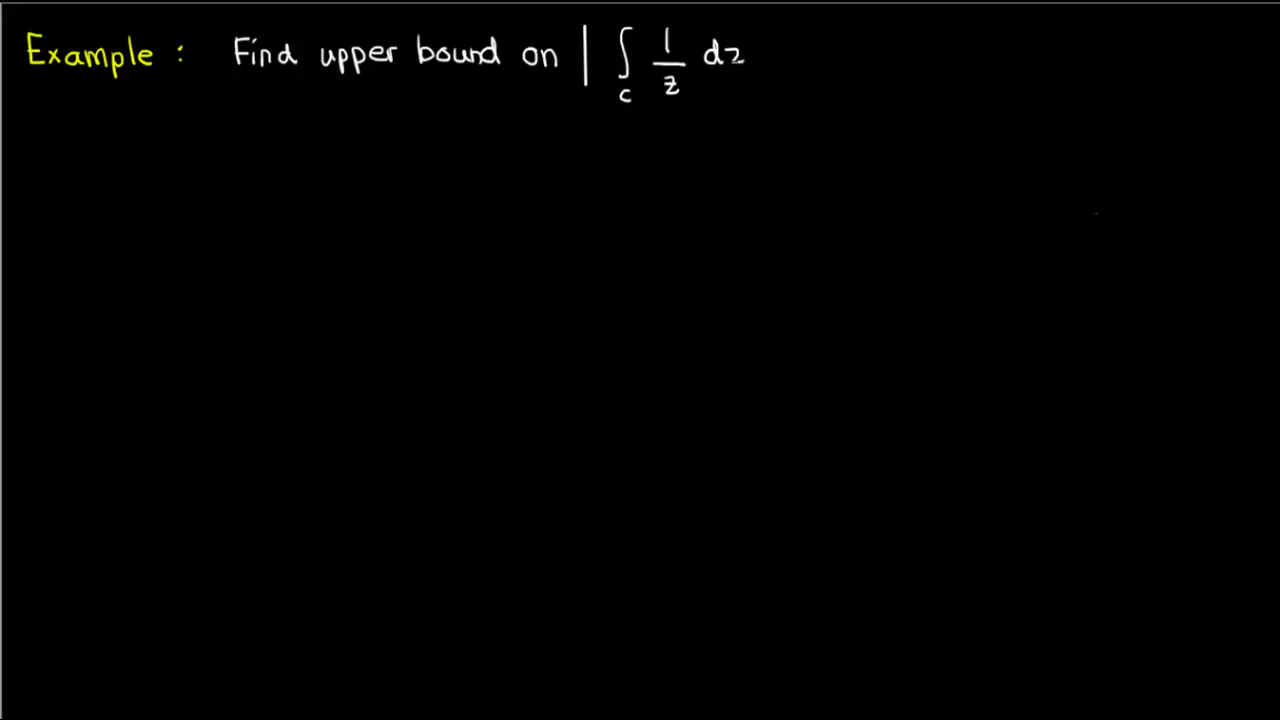 Example : Find upper bound on | ∫_c 1/z dz